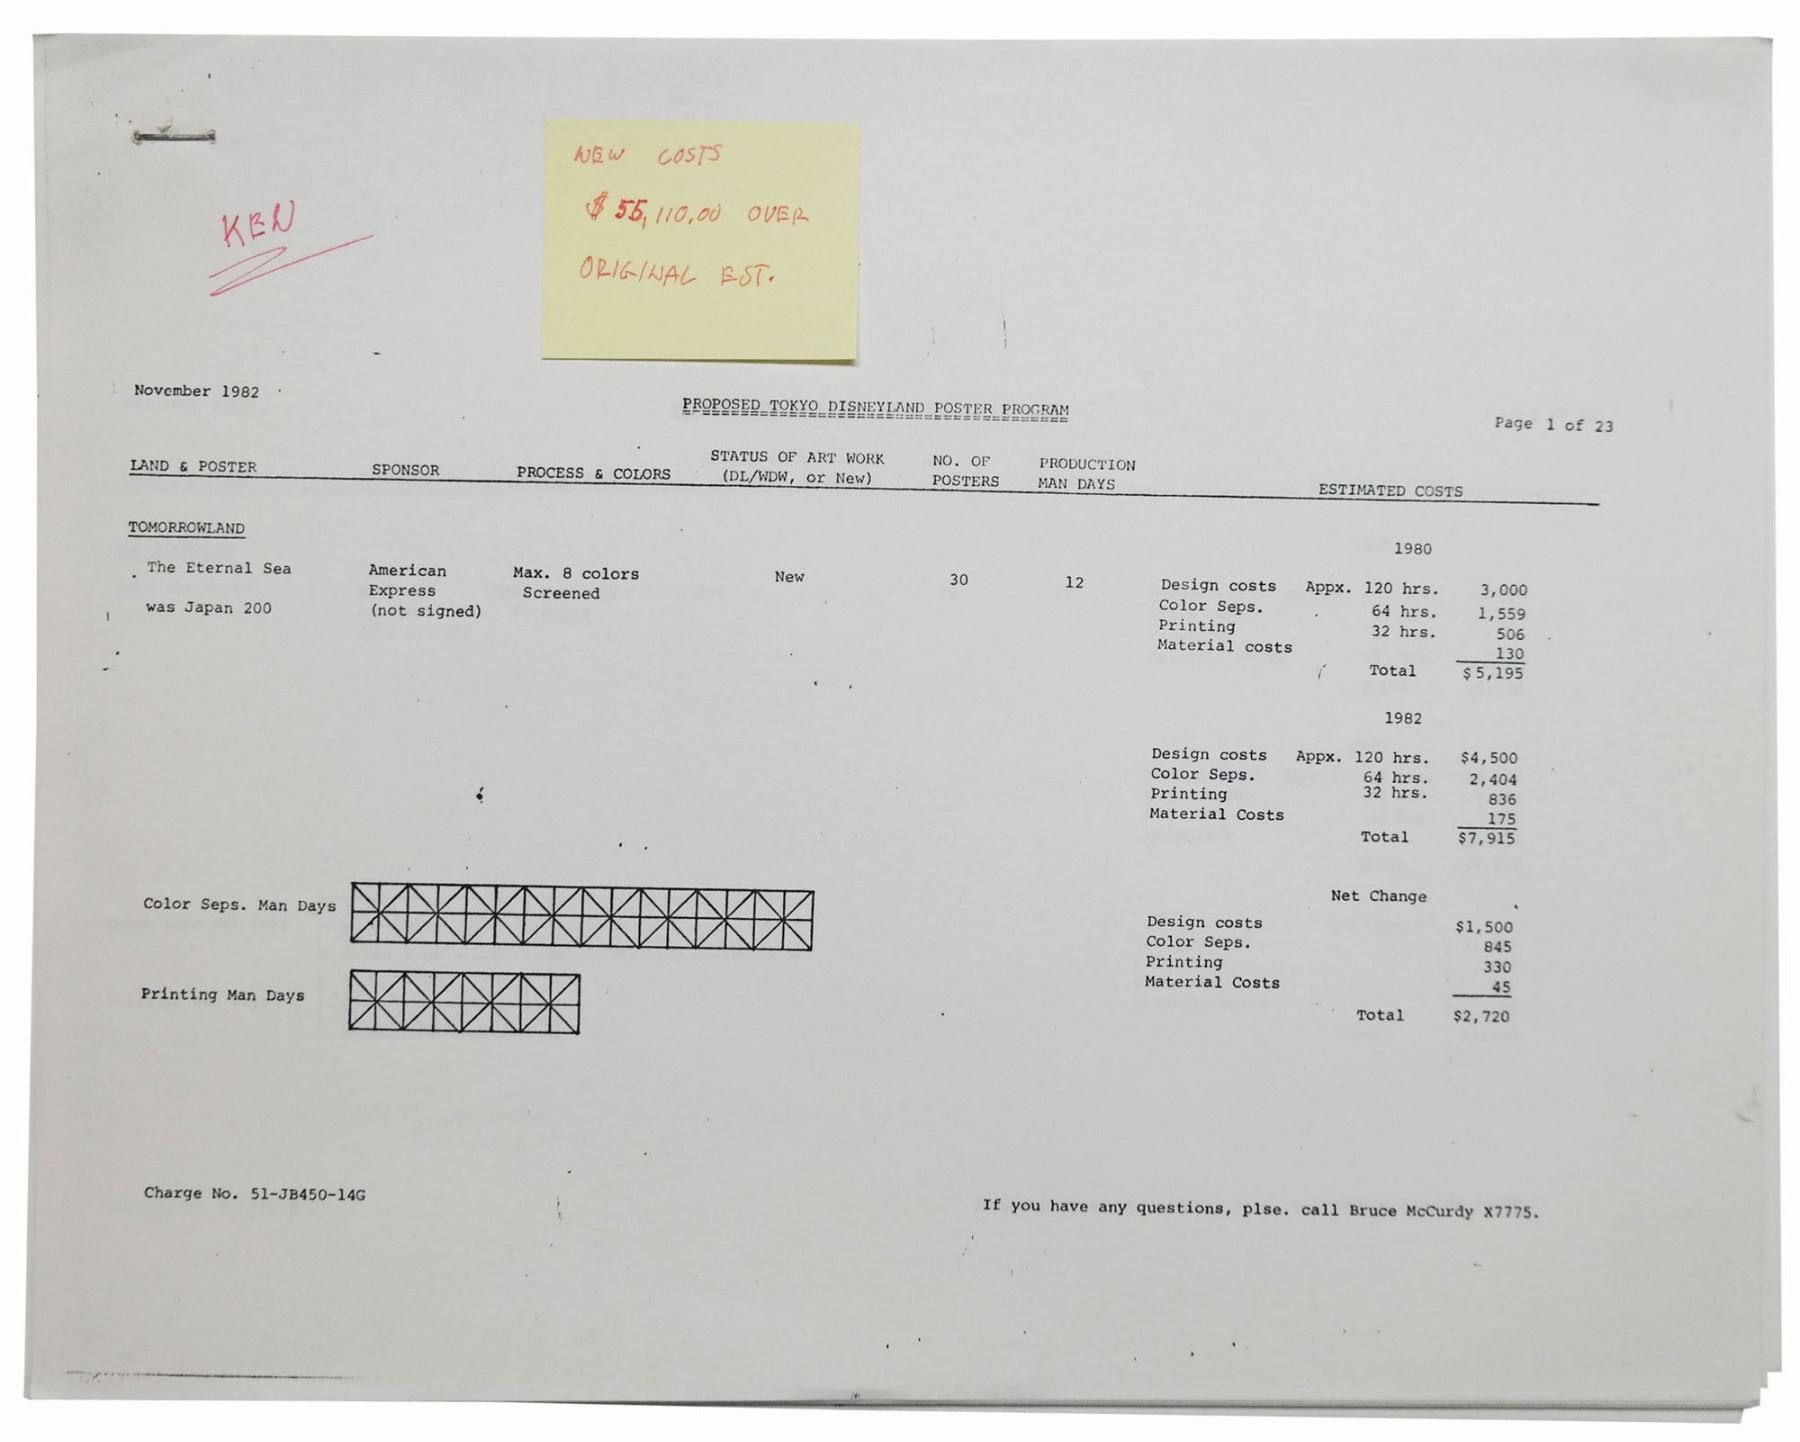 KEN
NEW COSTS
$ 55,110.00 OVER
ORIGINAL EST.
November 1982
PROPOSED TOKYO DISNEYLAND POSTER PROGRAM
Page 1 of 23
LAND & POSTER SPONSOR PROCESS & COLORS STATUS OF ART WORK (DL/WDW, or New) NO. OF POSTERS PRODUCTION MAN DAYS ESTIMATED COSTS
TOMORROWLAND
The Eternal Sea
was Japan 200
American
Express
(not signed)
Max. 8 colors
Screened
New
30
12
1980
Design costs Appx. 120 hrs. 3,000
Color Seps. 64 hrs. 1,559
Printing 32 hrs. 506
Material costs 130
Total $5,195
1982
Design costs Appx. 120 hrs. $4,500
Color Seps. 64 hrs. 2,404
Printing 32 hrs. 836
Material Costs 175
Total $7,915
Net Change
Design costs $1,500
Color Seps. 845
Printing 330
Material Costs 45
Total $2,720
Color Seps. Man Days
Printing Man Days
Charge No. 51-JB450-14G
If you have any questions, plse. call Bruce McCurdy X7775.